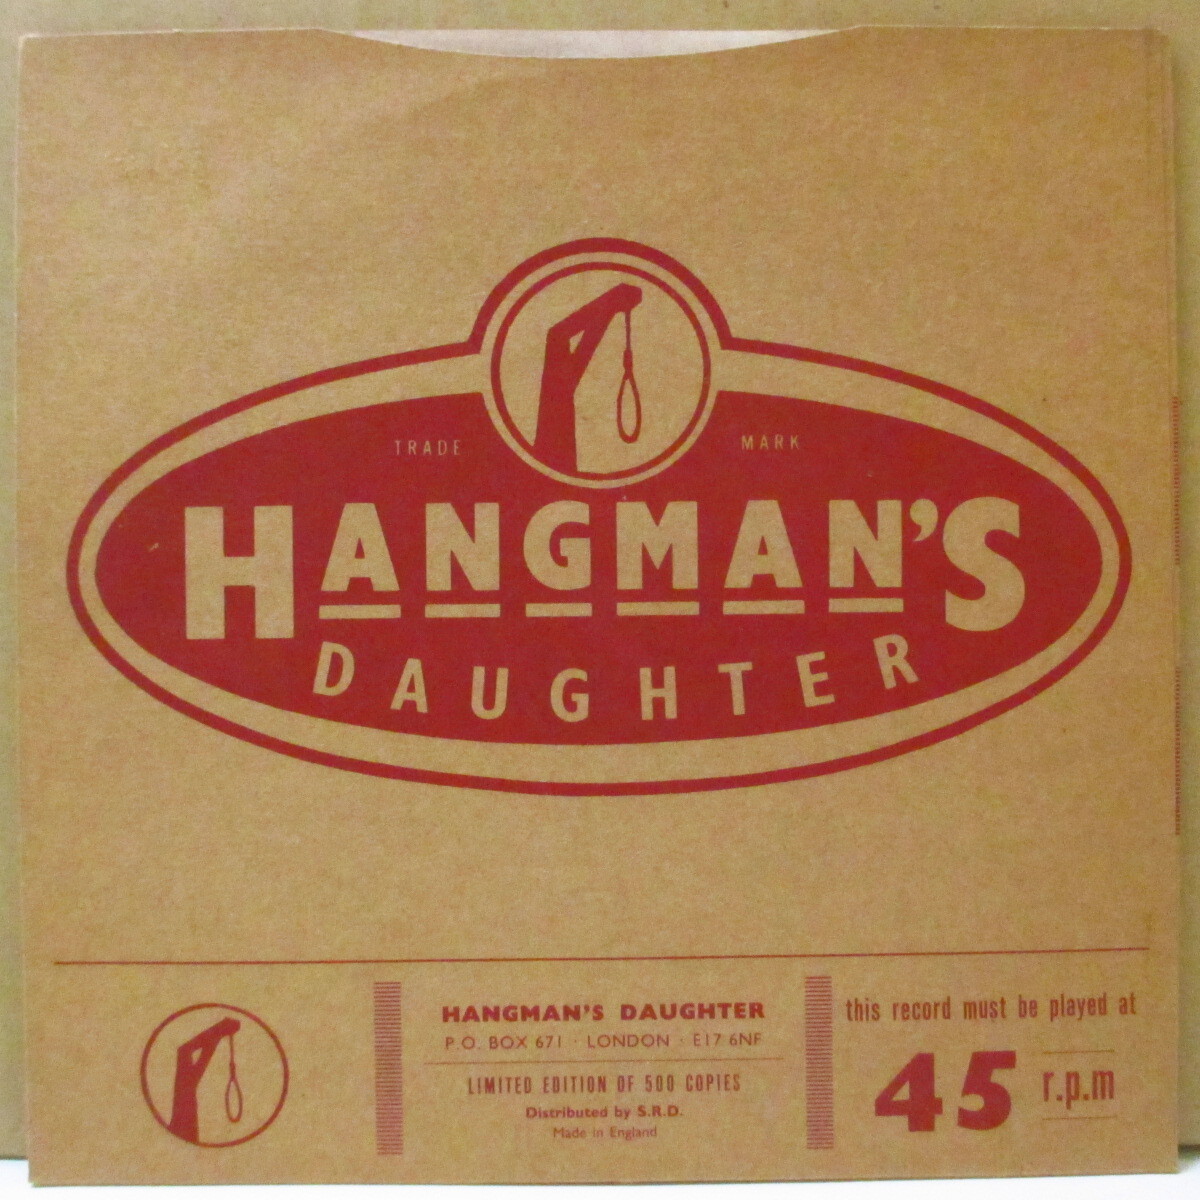 TRADE MARK
HANGMAN'S
DAUGHTER
HANGMAN'S DAUGHTER
P.O. BOX 671 · LONDON · E17 6NF
LIMITED EDITION OF 500 COPIES
Distributed by S.R.D.
Made in England
this record must be played at
45 r.p.m